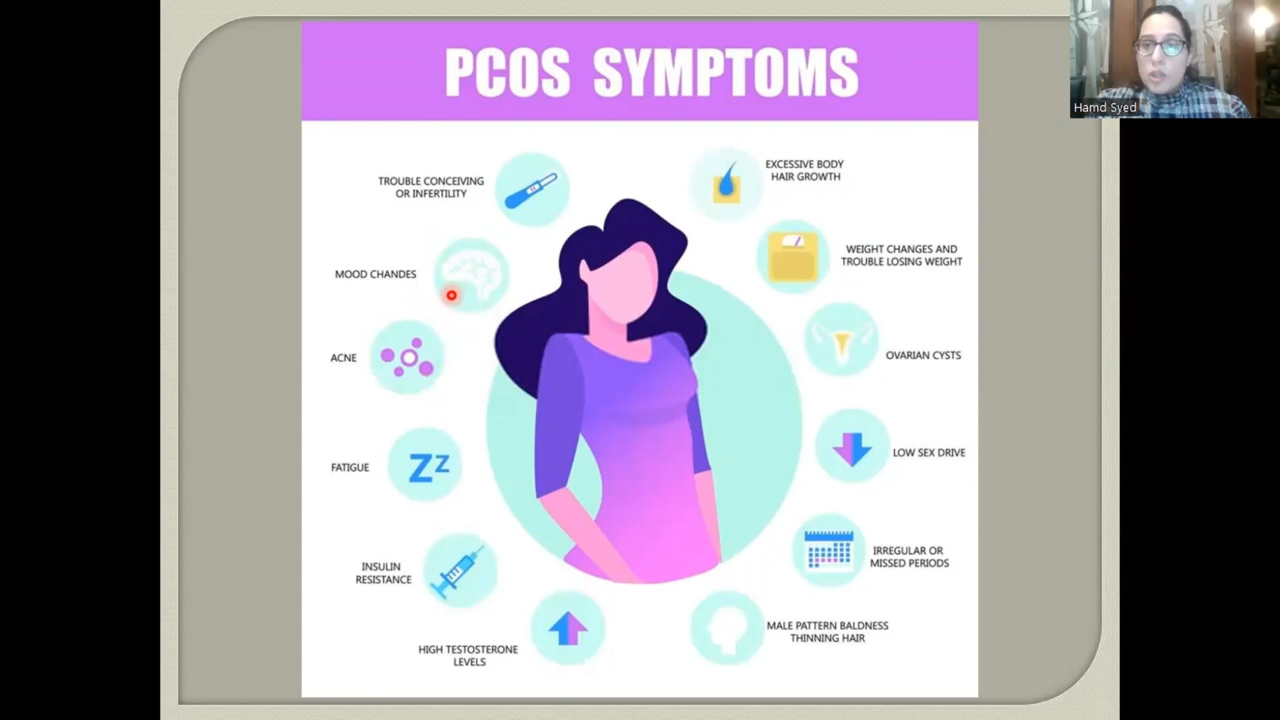 PCOS SYMPTOMS
Hamd Syed
TROUBLE CONCEIVING
OR INFERTILITY
EXCESSIVE BODY
HAIR GROWTH
MOOD CHANDES
WEIGHT CHANGES AND
TROUBLE LOSING WEIGHT
ACNE
OVARIAN CYSTS
FATIGUE
Zz
LOW SEX DRIVE
INSULIN
RESISTANCE
IRREGULAR OR
MISSED PERIODS
HIGH TESTOSTERONE
LEVELS
MALE PATTERN BALDNESS
THINNING HAIR